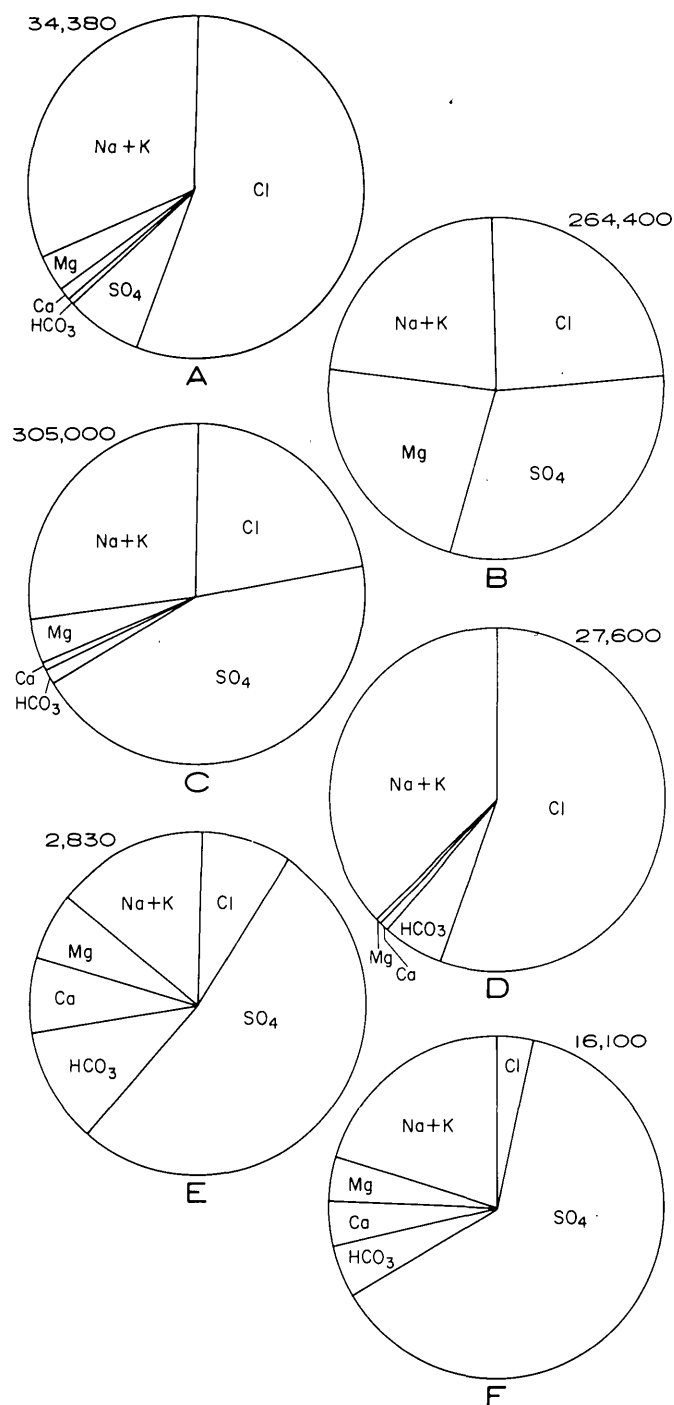 34,380
Na+K
Cl
Mg
Ca
HCO3
SO4
A
264,400
Na+K
Cl
Mg
SO4
B
305,000
Na+K
Cl
Mg
Ca
HCO3
SO4
C
27,600
Na+K
Cl
HCO3
Mg
Ca
D
2,830
Na+K
Cl
Mg
Ca
SO4
HCO3
E
16,100
Cl
Na+K
Mg
Ca
SO4
HCO3
F